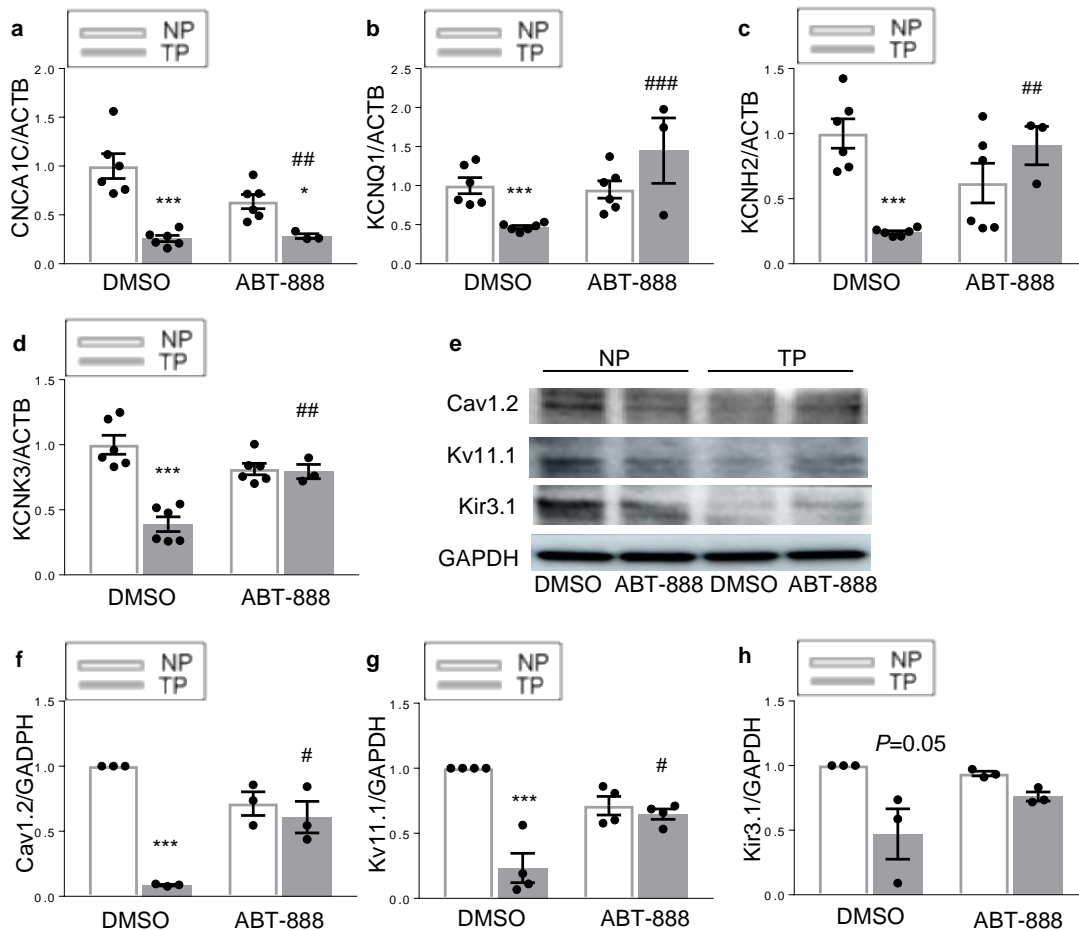 a
NP
TP
CNCA1C/ACTB
2.0
1.5
1.0
0.5
0.0
***
##
*
DMSO ABT-888
b
NP
TP
KCNQ1/ACTB
2.5
2.0
1.5
1.0
0.5
0.0
***
###
DMSO ABT-888
c
NP
TP
KCNH2/ACTB
1.5
1.0
0.5
0.0
***
##
DMSO ABT-888
d
NP
TP
KCNK3/ACTB
1.5
1.0
0.5
0.0
***
##
DMSO ABT-888
e
NP TP
Cav1.2
Kv11.1
Kir3.1
GAPDH
DMSO ABT-888 DMSO ABT-888
f
NP
TP
Cav1.2/GADPH
1.5
1.0
0.5
0.0
***
#
DMSO ABT-888
g
NP
TP
Kv11.1/GAPDH
1.5
1.0
0.5
0.0
***
#
DMSO ABT-888
h
NP
TP
Kir3.1/GAPDH
1.5
1.0
0.5
0.0
P=0.05
DMSO ABT-888